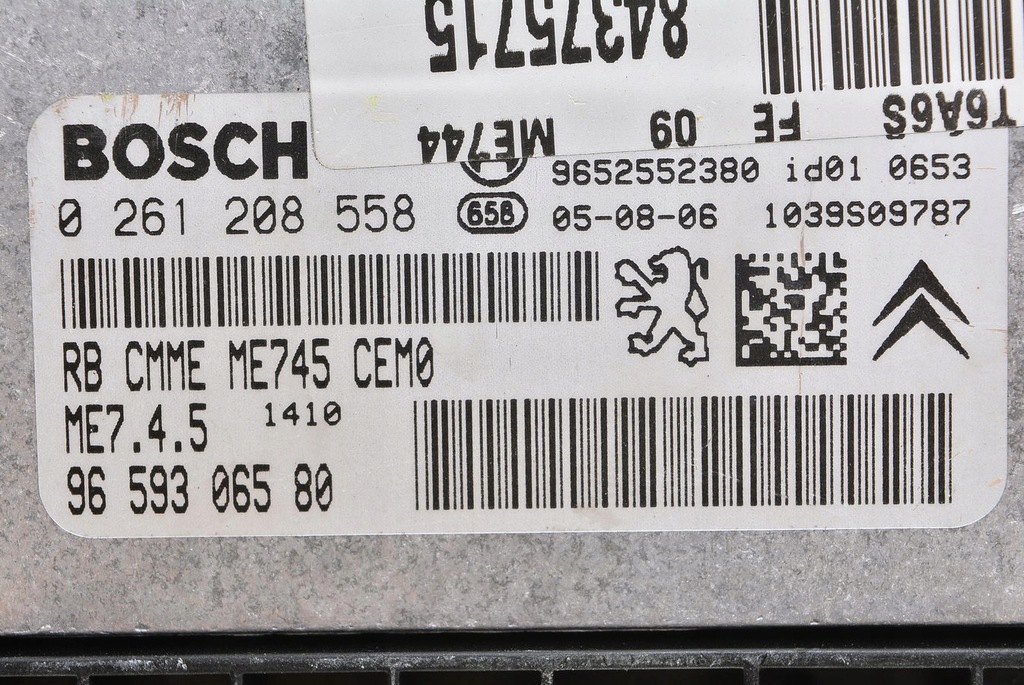 84375715
T6A6S FE 09 ME744
BOSCH
9652552380 id01 0653
0 261 208 558 658 05-08-06 1039S09787
RB CMME ME745 CEM0
ME7.4.5 1410
96 593 065 80